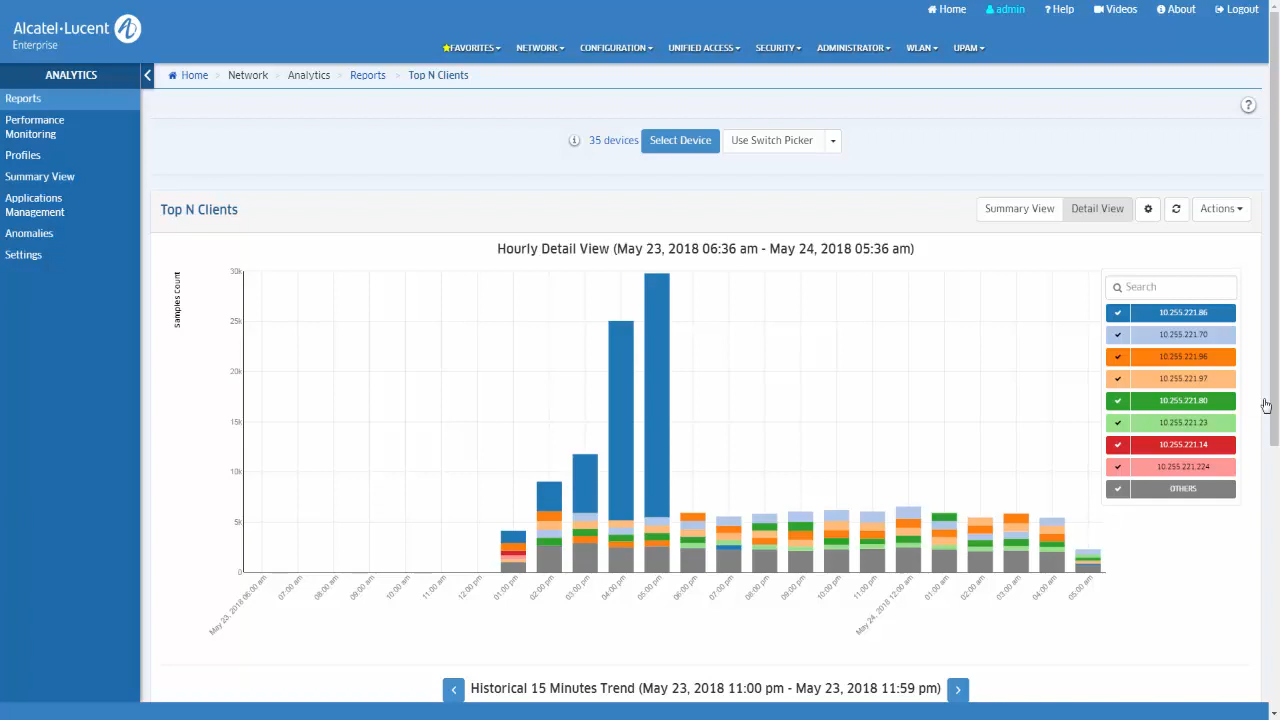 Home admin ? Help Videos About Logout
Alcatel·Lucent
Enterprise
FAVORITES NETWORK CONFIGURATION UNIFIED ACCESS SECURITY ADMINISTRATOR WLAN UPAM
ANALYTICS
Home > Network > Analytics > Reports > Top N Clients
Reports
Performance
Monitoring
Profiles
Summary View
Applications
Management
Anomalies
Settings
?
35 devices Select Device Use Switch Picker
Top N Clients
Summary View Detail View Actions
Hourly Detail View (May 23, 2018 06:36 am - May 24, 2018 05:36 am)
Samples Count
30k
25k
20k
15k
10k
5k
0
May 23, 2018 06:00 am
07:00 am
08:00 am
09:00 am
10:00 am
11:00 am
12:00 pm
01:00 pm
02:00 pm
03:00 pm
04:00 pm
05:00 pm
06:00 pm
07:00 pm
08:00 pm
09:00 pm
10:00 pm
11:00 pm
May 24, 2018 12:00 am
01:00 am
02:00 am
03:00 am
04:00 am
05:00 am
Search
10.255.221.86
10.255.221.70
10.255.221.96
10.255.221.97
10.255.221.80
10.255.221.23
10.255.221.14
10.255.221.224
OTHERS
Historical 15 Minutes Trend (May 23, 2018 11:00 pm - May 23, 2018 11:59 pm)